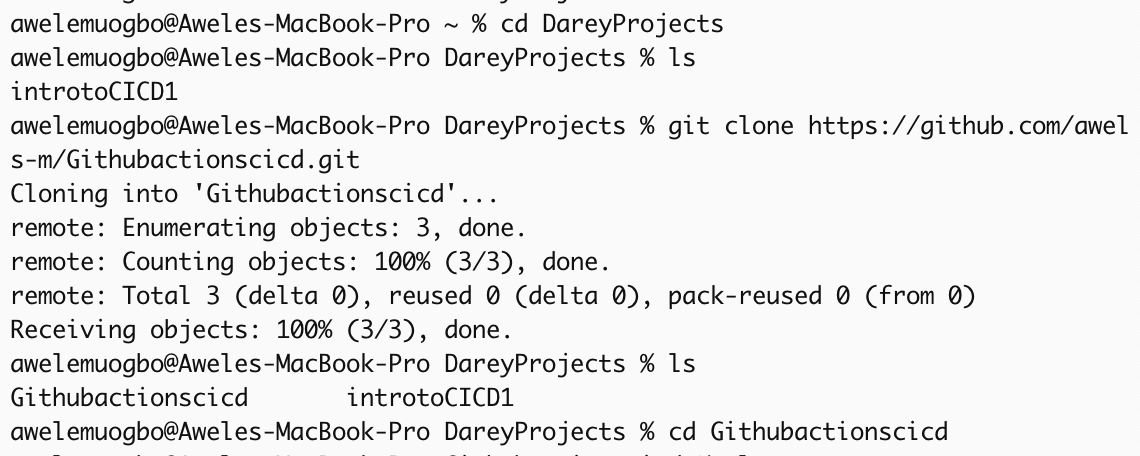 awelemuogbo@Aweles-MacBook-Pro ~ % cd DareyProjects
awelemuogbo@Aweles-MacBook-Pro DareyProjects % ls
introtoCICD1
awelemuogbo@Aweles-MacBook-Pro DareyProjects % git clone https://github.com/awel
s-m/Githubactionscicd.git
Cloning into 'Githubactionscicd'...
remote: Enumerating objects: 3, done.
remote: Counting objects: 100% (3/3), done.
remote: Total 3 (delta 0), reused 0 (delta 0), pack-reused 0 (from 0)
Receiving objects: 100% (3/3), done.
awelemuogbo@Aweles-MacBook-Pro DareyProjects % ls
Githubactionscicd       introtoCICD1
awelemuogbo@Aweles-MacBook-Pro DareyProjects % cd Githubactionscicd